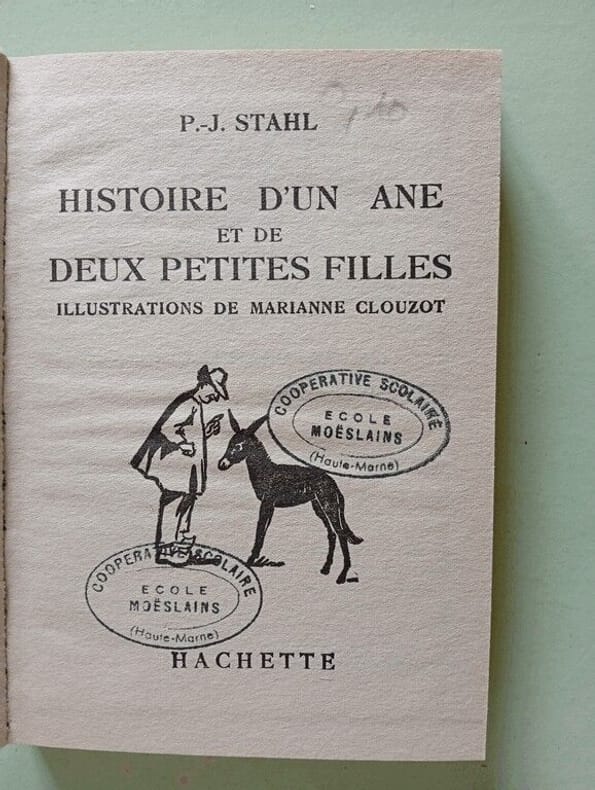 P.-J. STAHL
HISTOIRE D'UN ANE
ET DE
DEUX PETITES FILLES
ILLUSTRATIONS DE MARIANNE CLOUZOT
COOPERATIVE SCOLAIRE
ECOLE
MOËSLAINS
(Haute-Marne)
COOPERATIVE SCOLAIRE
ECOLE
MOËSLAINS
(Haute-Marne)
HACHETTE